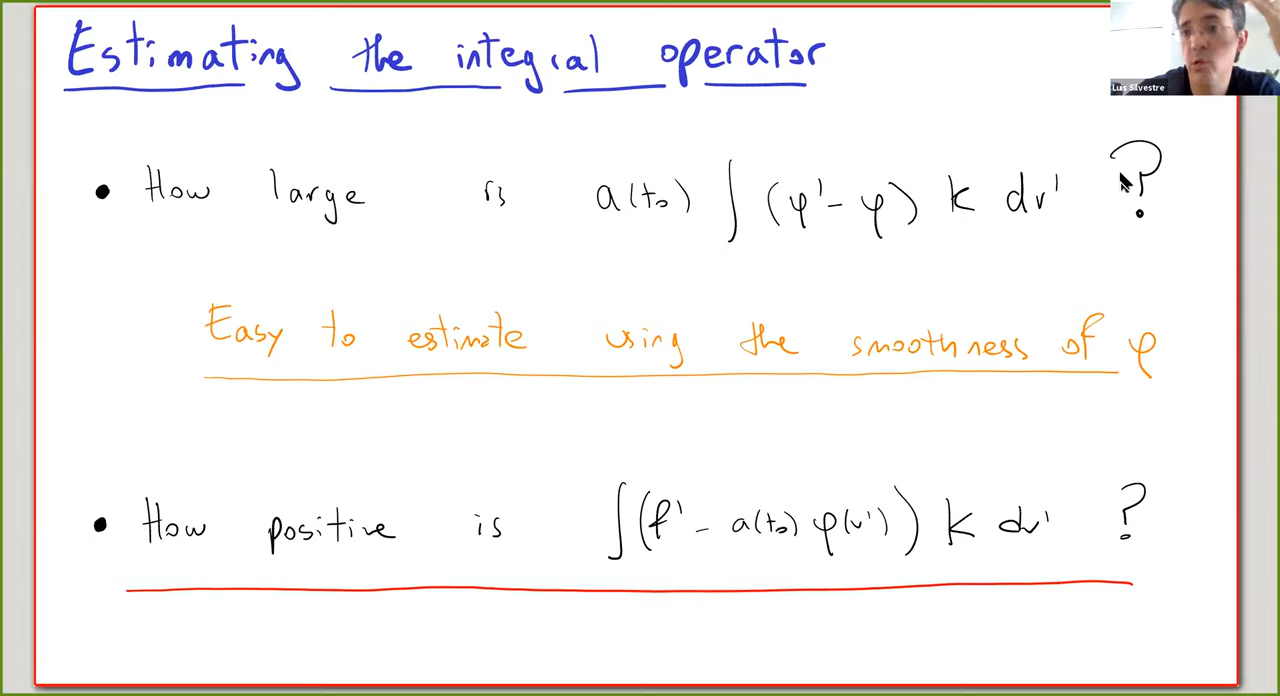 Estimating the integral operator
Luis Silvestre
• How large is a(t₀) ∫ (φ' - φ) K dv' ?
Easy to estimate using the smoothness of φ
• How positive is ∫ (f' - a(t₀) φ(v')) K dv' ?